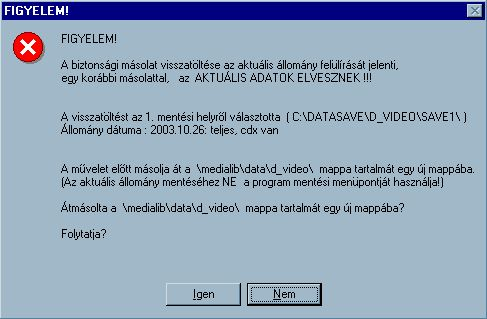 FIGYELEM!
FIGYELEM!
A biztonsági másolat visszatöltése az aktuális állomány felülírását jelenti,
egy korábbi másolattal,   az  AKTUÁLIS ADATOK ELVESZNEK !!!
A visszatöltést az 1. mentési helyről választotta  ( C:\DATASAVE\D_VIDEO\SAVE1\ )
Állomány dátuma : 2003.10.26: teljes, cdx van
A művelet előtt másolja át a  \medialib\data\d_video\  mappa tartalmát egy új mappába.
(Az aktuális állomány mentéséhez NE  a program mentési menüpontját használja!)
Átmásolta a  \medialib\data\d_video\  mappa tartalmát egy új mappába?
Folytatja?
Igen
Nem